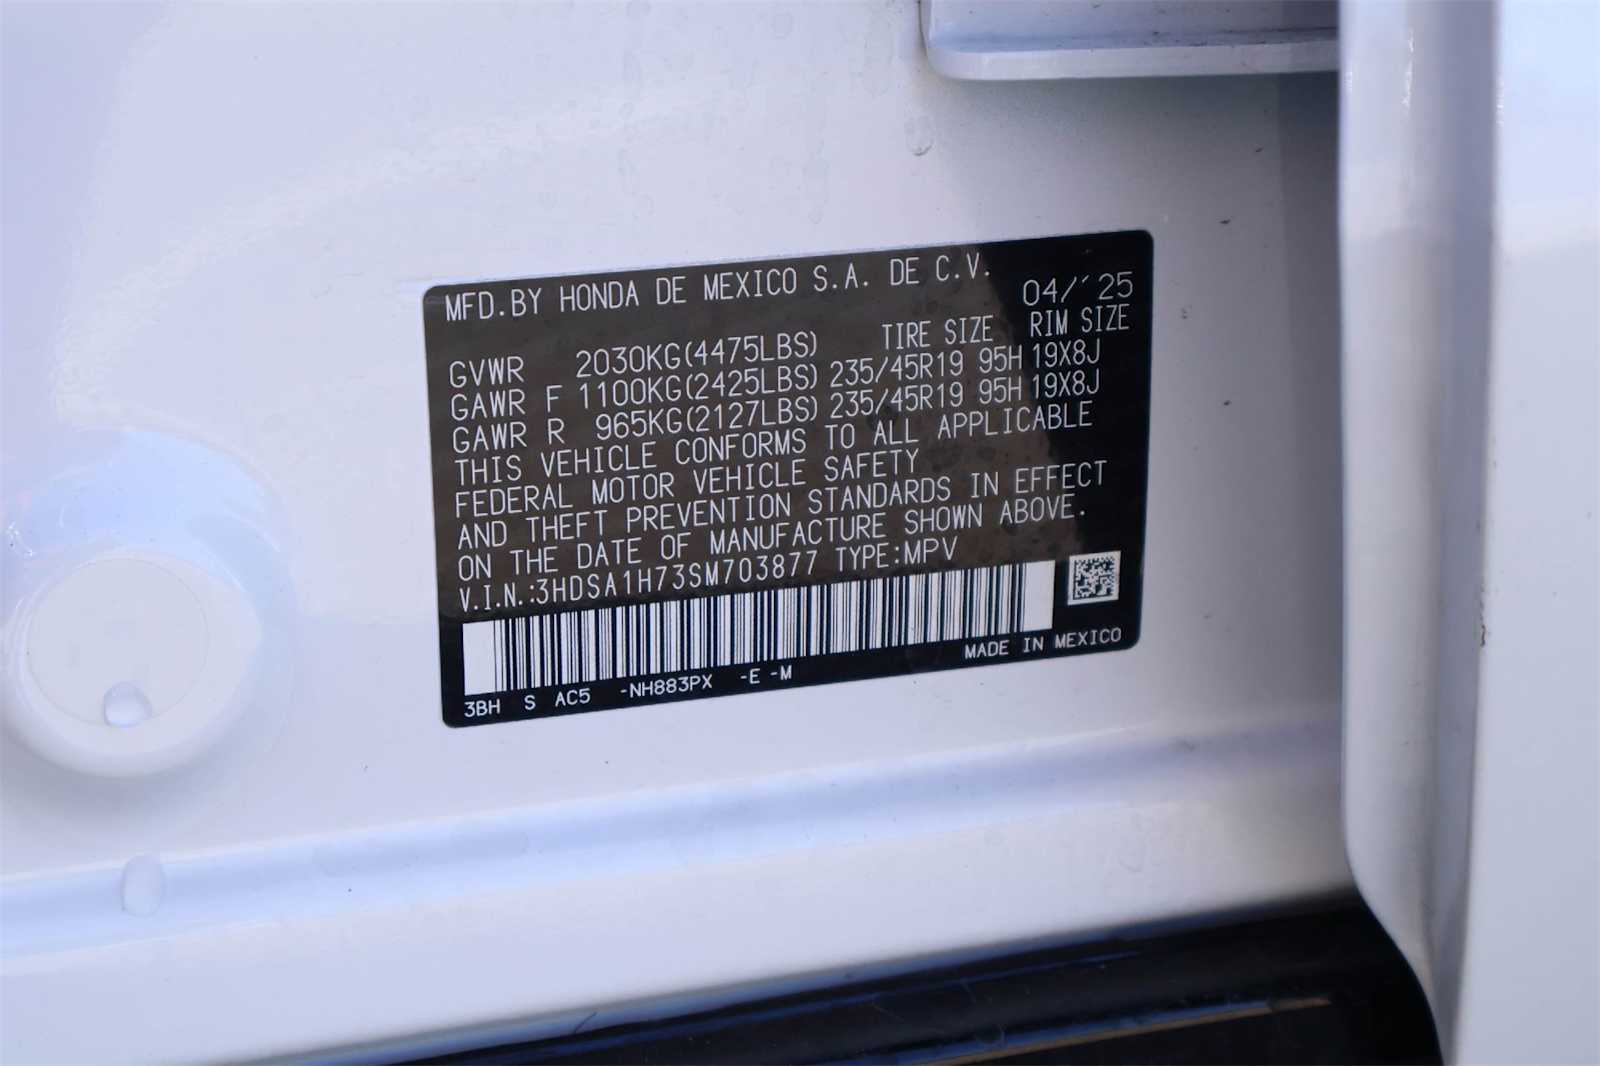 MFD.BY HONDA DE MEXICO S.A. DE C.V. 04/'25
TIRE SIZE RIM SIZE
GVWR 2030KG(4475LBS)
GAWR F 1100KG(2425LBS) 235/45R19 95H 19X8J
GAWR R 965KG(2127LBS) 235/45R19 95H 19X8J
THIS VEHICLE CONFORMS TO ALL APPLICABLE
FEDERAL MOTOR VEHICLE SAFETY
AND THEFT PREVENTION STANDARDS IN EFFECT
ON THE DATE OF MANUFACTURE SHOWN ABOVE.
V.I.N.:3HDSA1H73SM703877 TYPE:MPV
MADE IN MEXICO
3BH S AC5 -NH883PX -E -M